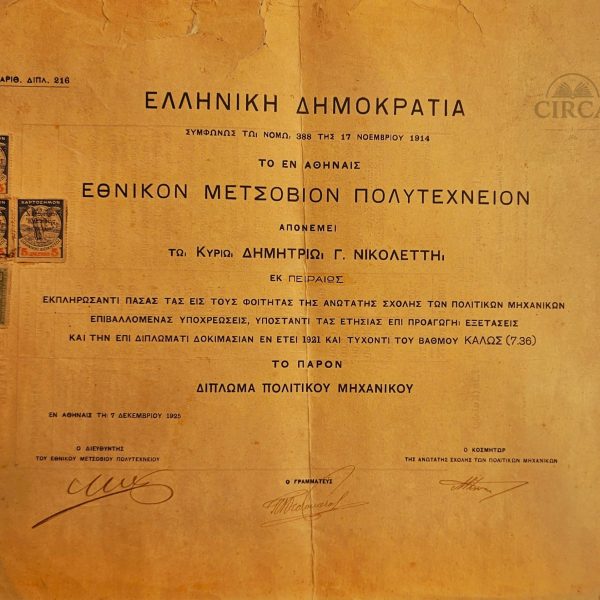 ΑΡΙΘ. ΔΙΠΛ. 216
CIRCA
ΕΛΛΗΝΙΚΗ ΔΗΜΟΚΡΑΤΙΑ
ΣΥΜΦΩΝΩΣ ΤΩι ΝΟΜΩι 388 ΤΗΣ 17 ΝΟΕΜΒΡΙΟΥ 1914
ΤΟ ΕΝ ΑΘΗΝΑΙΣ
ΕΘΝΙΚΟΝ ΜΕΤΣΟΒΙΟΝ ΠΟΛΥΤΕΧΝΕΙΟΝ
ΑΠΟΝΕΜΕΙ
ΤΩι ΚΥΡΙΩι ΔΗΜΗΤΡΙΩι Γ. ΝΙΚΟΛΕΤΤΗι
ΕΚ ΠΕΙΡΑΙΩΣ
ΕΚΠΛΗΡΩΣΑΝΤΙ ΠΑΣΑΣ ΤΑΣ ΕΙΣ ΤΟΥΣ ΦΟΙΤΗΤΑΣ ΤΗΣ ΑΝΩΤΑΤΗΣ ΣΧΟΛΗΣ ΤΩΝ ΠΟΛΙΤΙΚΩΝ ΜΗΧΑΝΙΚΩΝ
ΕΠΙΒΑΛΛΟΜΕΝΑΣ ΥΠΟΧΡΕΩΣΕΙΣ, ΥΠΟΣΤΑΝΤΙ ΤΑΣ ΕΤΗΣΙΑΣ ΕΠΙ ΠΡΟΑΓΩΓΗι ΕΞΕΤΑΣΕΙΣ
ΚΑΙ ΤΗΝ ΕΠΙ ΔΙΠΛΩΜΑΤΙ ΔΟΚΙΜΑΣΙΑΝ ΕΝ ΕΤΕΙ 1921 ΚΑΙ ΤΥΧΟΝΤΙ ΤΟΥ ΒΑΘΜΟΥ ΚΑΛΩΣ (7.36)
ΤΟ ΠΑΡΟΝ
ΔΙΠΛΩΜΑ ΠΟΛΙΤΙΚΟΥ ΜΗΧΑΝΙΚΟΥ
ΧΑΡΤΟΣΗΜΟΝ
5 5
ΕΝ ΑΘΗΝΑΙΣ ΤΗι 7 ΔΕΚΕΜΒΡΙΟΥ 1925
Ο ΔΙΕΥΘΥΝΤΗΣ
ΤΟΥ ΕΘΝΙΚΟΥ ΜΕΤΣΟΒΙΟΥ ΠΟΛΥΤΕΧΝΕΙΟΥ
Ο ΓΡΑΜΜΑΤΕΥΣ
Ο ΚΟΣΜΗΤΩΡ
ΤΗΣ ΑΝΩΤΑΤΗΣ ΣΧΟΛΗΣ ΤΩΝ ΠΟΛΙΤΙΚΩΝ ΜΗΧΑΝΙΚΩΝ